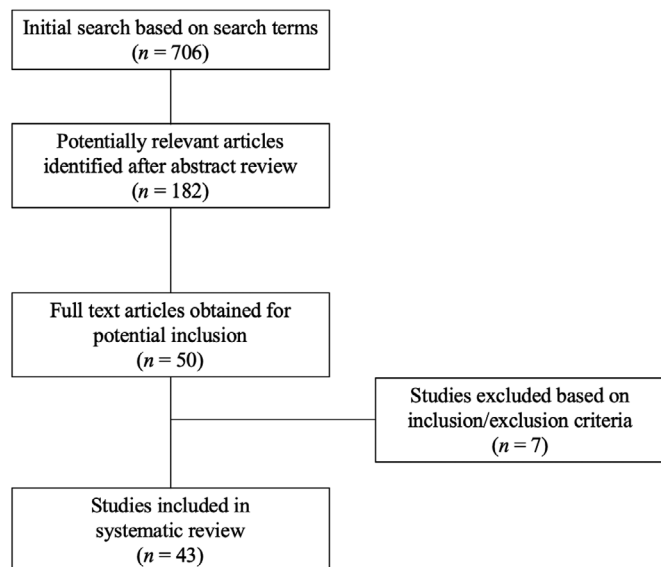 Initial search based on search terms
(n = 706)
Potentially relevant articles
identified after abstract review
(n = 182)
Full text articles obtained for
potential inclusion
(n = 50)
Studies excluded based on
inclusion/exclusion criteria
(n = 7)
Studies included in
systematic review
(n = 43)